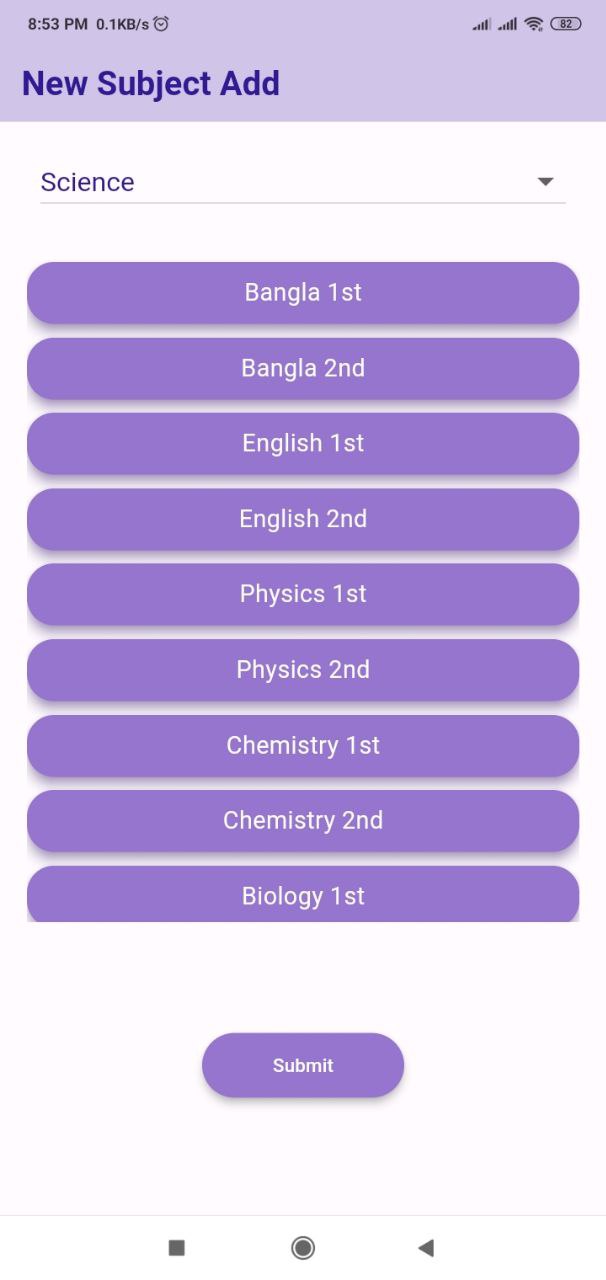 8:53 PM 0.1KB/s 82
New Subject Add
Science
Bangla 1st
Bangla 2nd
English 1st
English 2nd
Physics 1st
Physics 2nd
Chemistry 1st
Chemistry 2nd
Biology 1st
Submit